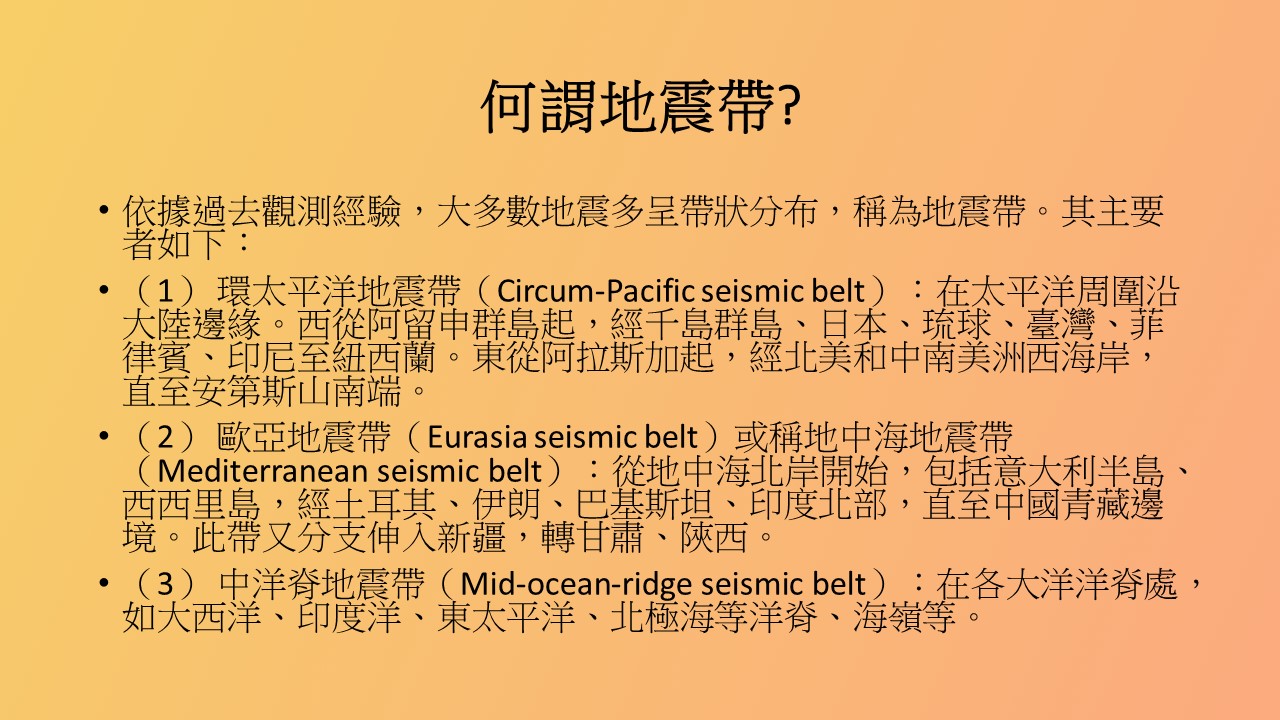 何謂地震帶?
• 依據過去觀測經驗，大多數地震多呈帶狀分布，稱為地震帶。其主要
者如下：
• （1） 環太平洋地震帶（Circum-Pacific seismic belt）：在太平洋周圍沿
大陸邊緣。西從阿留申群島起，經千島群島、日本、琉球、臺灣、菲
律賓、印尼至紐西蘭。東從阿拉斯加起，經北美和中南美洲西海岸，
直至安第斯山南端。
• （2） 歐亞地震帶（Eurasia seismic belt）或稱地中海地震帶
（Mediterranean seismic belt）：從地中海北岸開始，包括意大利半島、
西西里島，經土耳其、伊朗、巴基斯坦、印度北部，直至中國青藏邊
境。此帶又分支伸入新疆，轉甘肅、陝西。
• （3） 中洋脊地震帶（Mid-ocean-ridge seismic belt）：在各大洋洋脊處，
如大西洋、印度洋、東太平洋、北極海等洋脊、海嶺等。